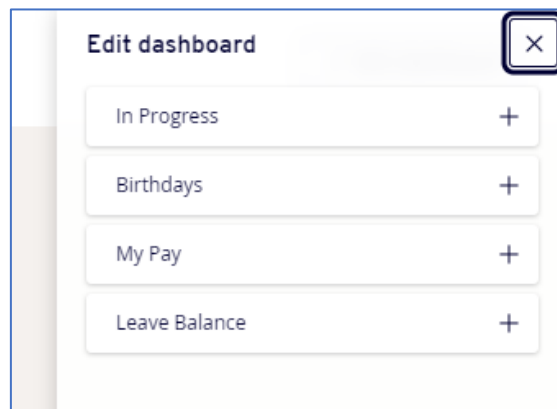 Edit dashboard
In Progress
Birthdays
My Pay
Leave Balance